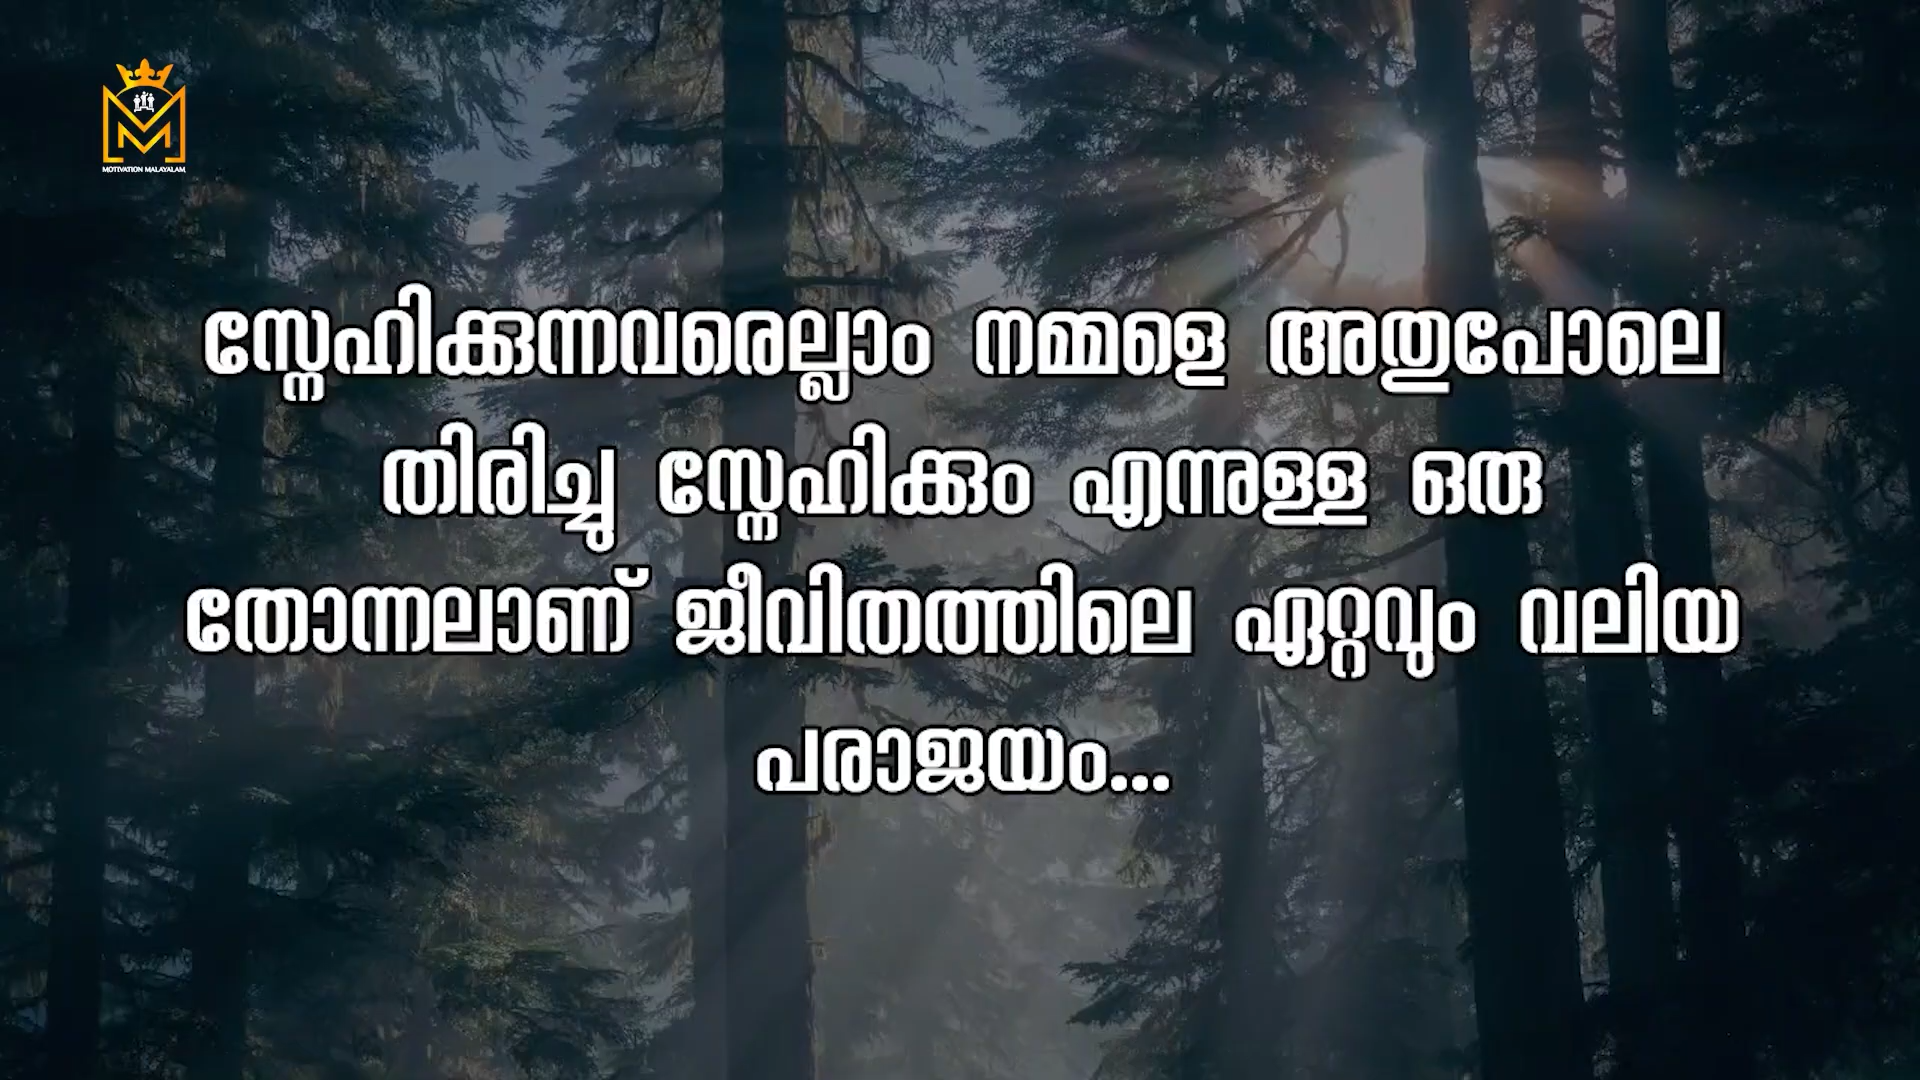 MOTIVATION MALAYALAM
സ്നേഹിക്കുന്നവരെല്ലാം നമ്മളെ അതുപോലെ
തിരിച്ചു സ്നേഹിക്കും എന്നുള്ള ഒരു
തോന്നലാണ് ജീവിതത്തിലെ ഏറ്റവും വലിയ
പരാജയം...